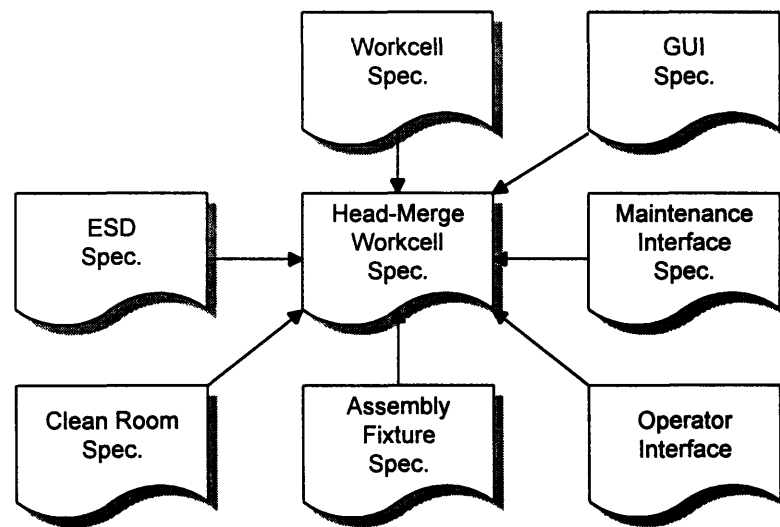 Workcell
Spec.
GUI
Spec.
ESD
Spec.
Head-Merge
Workcell
Spec.
Maintenance
Interface
Spec.
Clean Room
Spec.
Assembly
Fixture
Spec.
Operator
Interface